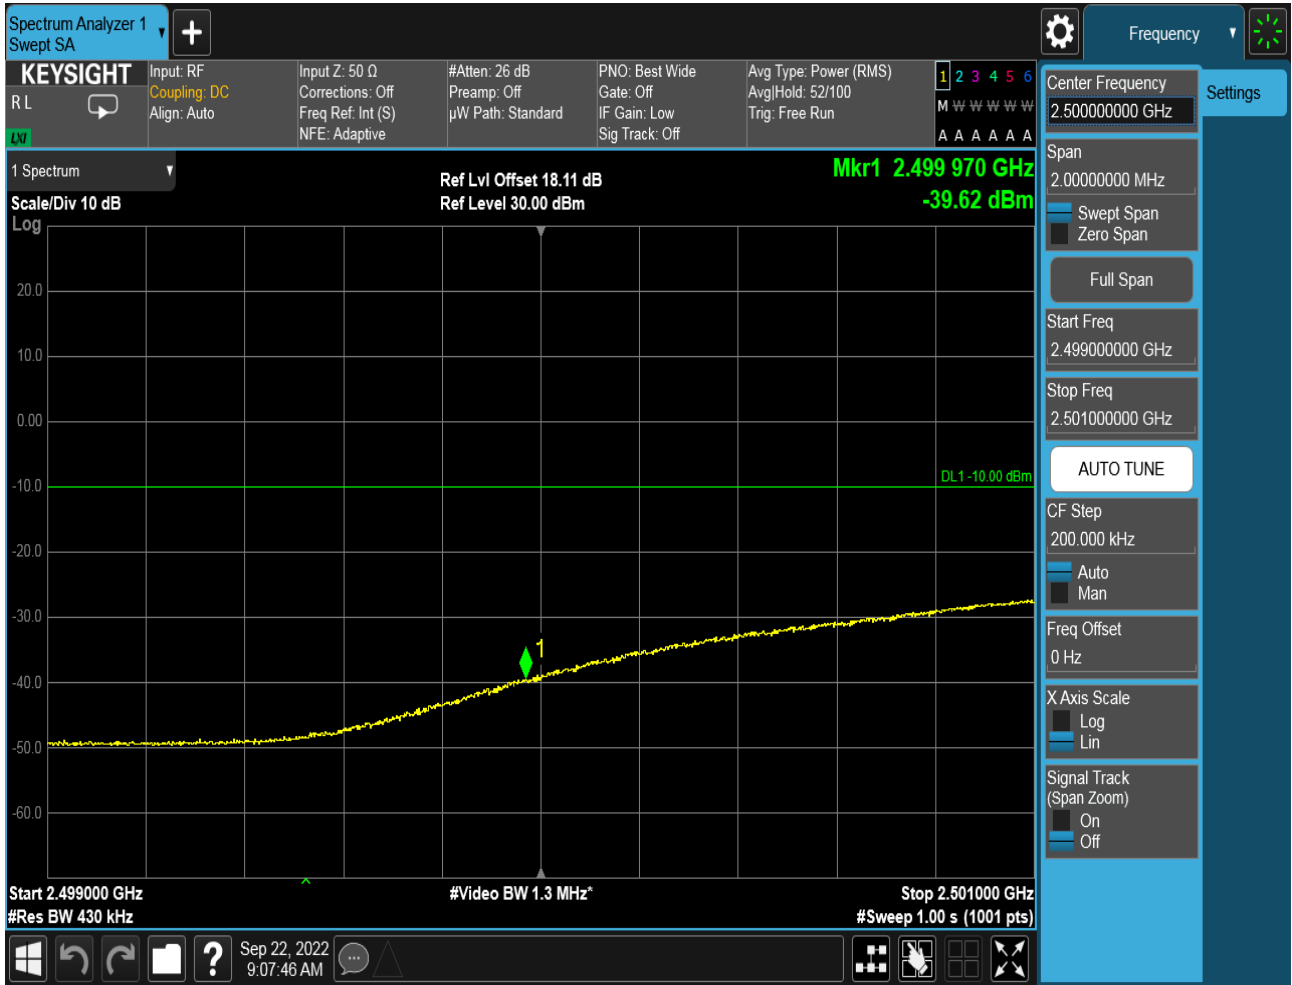 Spectrum Analyzer 1
Swept SA
Frequency
KEYSIGHT
R L
LXI
Input: RF
Coupling: DC
Align: Auto
Input Z: 50 Ω
Corrections: Off
Freq Ref: Int (S)
NFE: Adaptive
#Atten: 26 dB
Preamp: Off
µW Path: Standard
PNO: Best Wide
Gate: Off
IF Gain: Low
Sig Track: Off
Avg Type: Power (RMS)
Avg|Hold: 52/100
Trig: Free Run
1 2 3 4 5 6
M W W W W W
A A A A A A
1 Spectrum
Scale/Div 10 dB
Log
Ref Lvl Offset 18.11 dB
Ref Level 30.00 dBm
Mkr1 2.499 970 GHz
-39.62 dBm
20.0
10.0
0.00
-10.0
-20.0
-30.0
-40.0
-50.0
-60.0
DL1 -10.00 dBm
1
Start 2.499000 GHz
#Res BW 430 kHz
#Video BW 1.3 MHz*
Stop 2.501000 GHz
#Sweep 1.00 s (1001 pts)
Center Frequency
2.500000000 GHz
Settings
Span
2.00000000 MHz
Swept Span
Zero Span
Full Span
Start Freq
2.499000000 GHz
Stop Freq
2.501000000 GHz
AUTO TUNE
CF Step
200.000 kHz
Auto
Man
Freq Offset
0 Hz
X Axis Scale
Log
Lin
Signal Track
(Span Zoom)
On
Off
?
Sep 22, 2022
9:07:46 AM